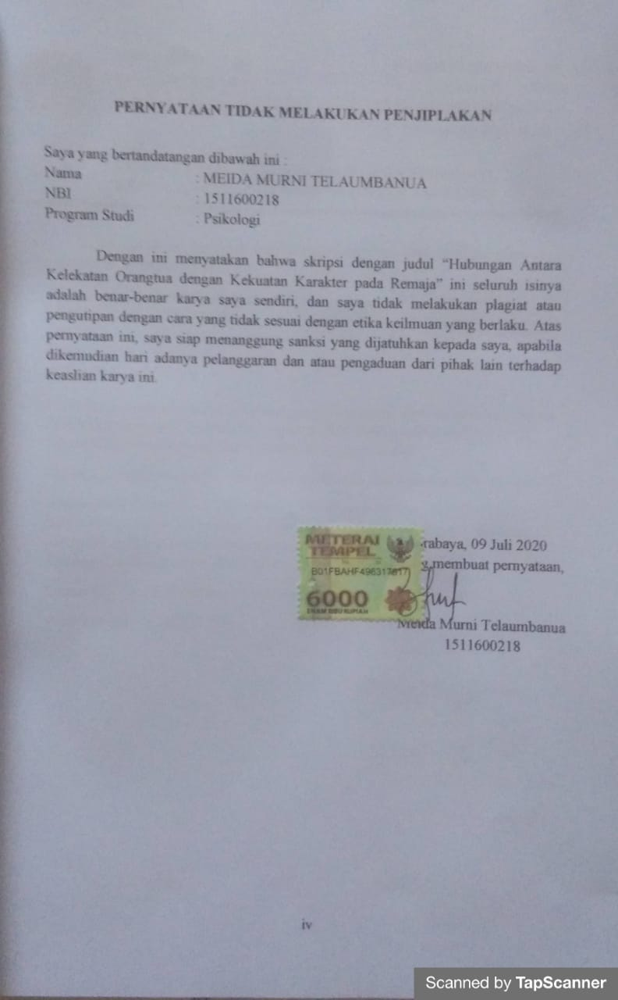 PERNYATAAN TIDAK MELAKUKAN PENJIPLAKAN
Saya yang bertandatangan dibawah ini :
Nama : MEIDA MURNI TELAUMBANUA
NBI : 1511600218
Program Studi : Psikologi
Dengan ini menyatakan bahwa skripsi dengan judul “Hubungan Antara
Kelekatan Orangtua dengan Kekuatan Karakter pada Remaja” ini seluruh isinya
adalah benar-benar karya saya sendiri, dan saya tidak melakukan plagiat atau
pengutipan dengan cara yang tidak sesuai dengan etika keilmuan yang berlaku. Atas
pernyataan ini, saya siap menanggung sanksi yang dijatuhkan kepada saya, apabila
dikemudian hari adanya pelanggaran dan atau pengaduan dari pihak lain terhadap
keaslian karya ini.
rabaya, 09 Juli 2020
g membuat pernyataan,
METERAI
TEMPEL
6000
ENAM RIBU RUPIAH
Meida Murni Telaumbanua
1511600218
iv
Scanned by TapScanner